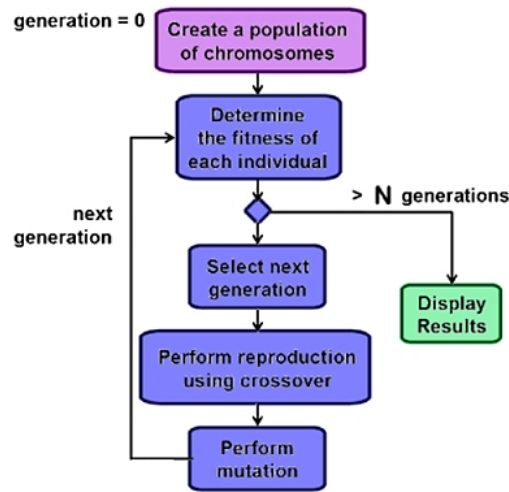 generation = 0
Create a population
of chromosomes
Determine
the fitness of
each individual
> N generations
next
generation
Select next
generation
Display
Results
Perform reproduction
using crossover
Perform
mutation